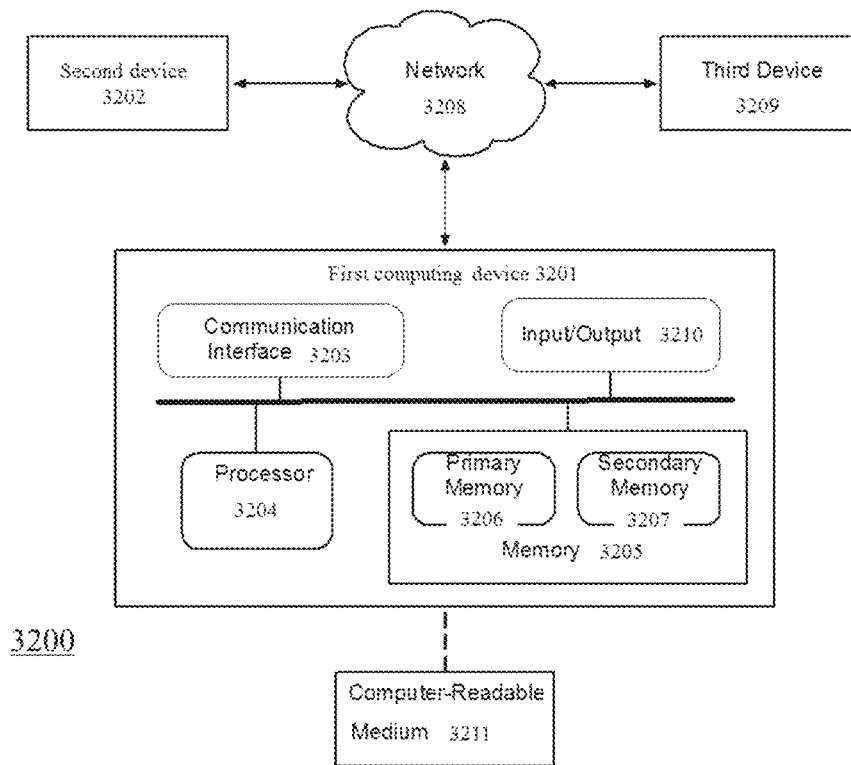 Second device
3202
Network
3208
Third Device
3209
First computing device 3201
Communication
Interface 3203
Input/Output 3210
Processor
3204
Primary
Memory
3206
Secondary
Memory
3207
Memory 3205
3200
Computer-Readable
Medium 3211